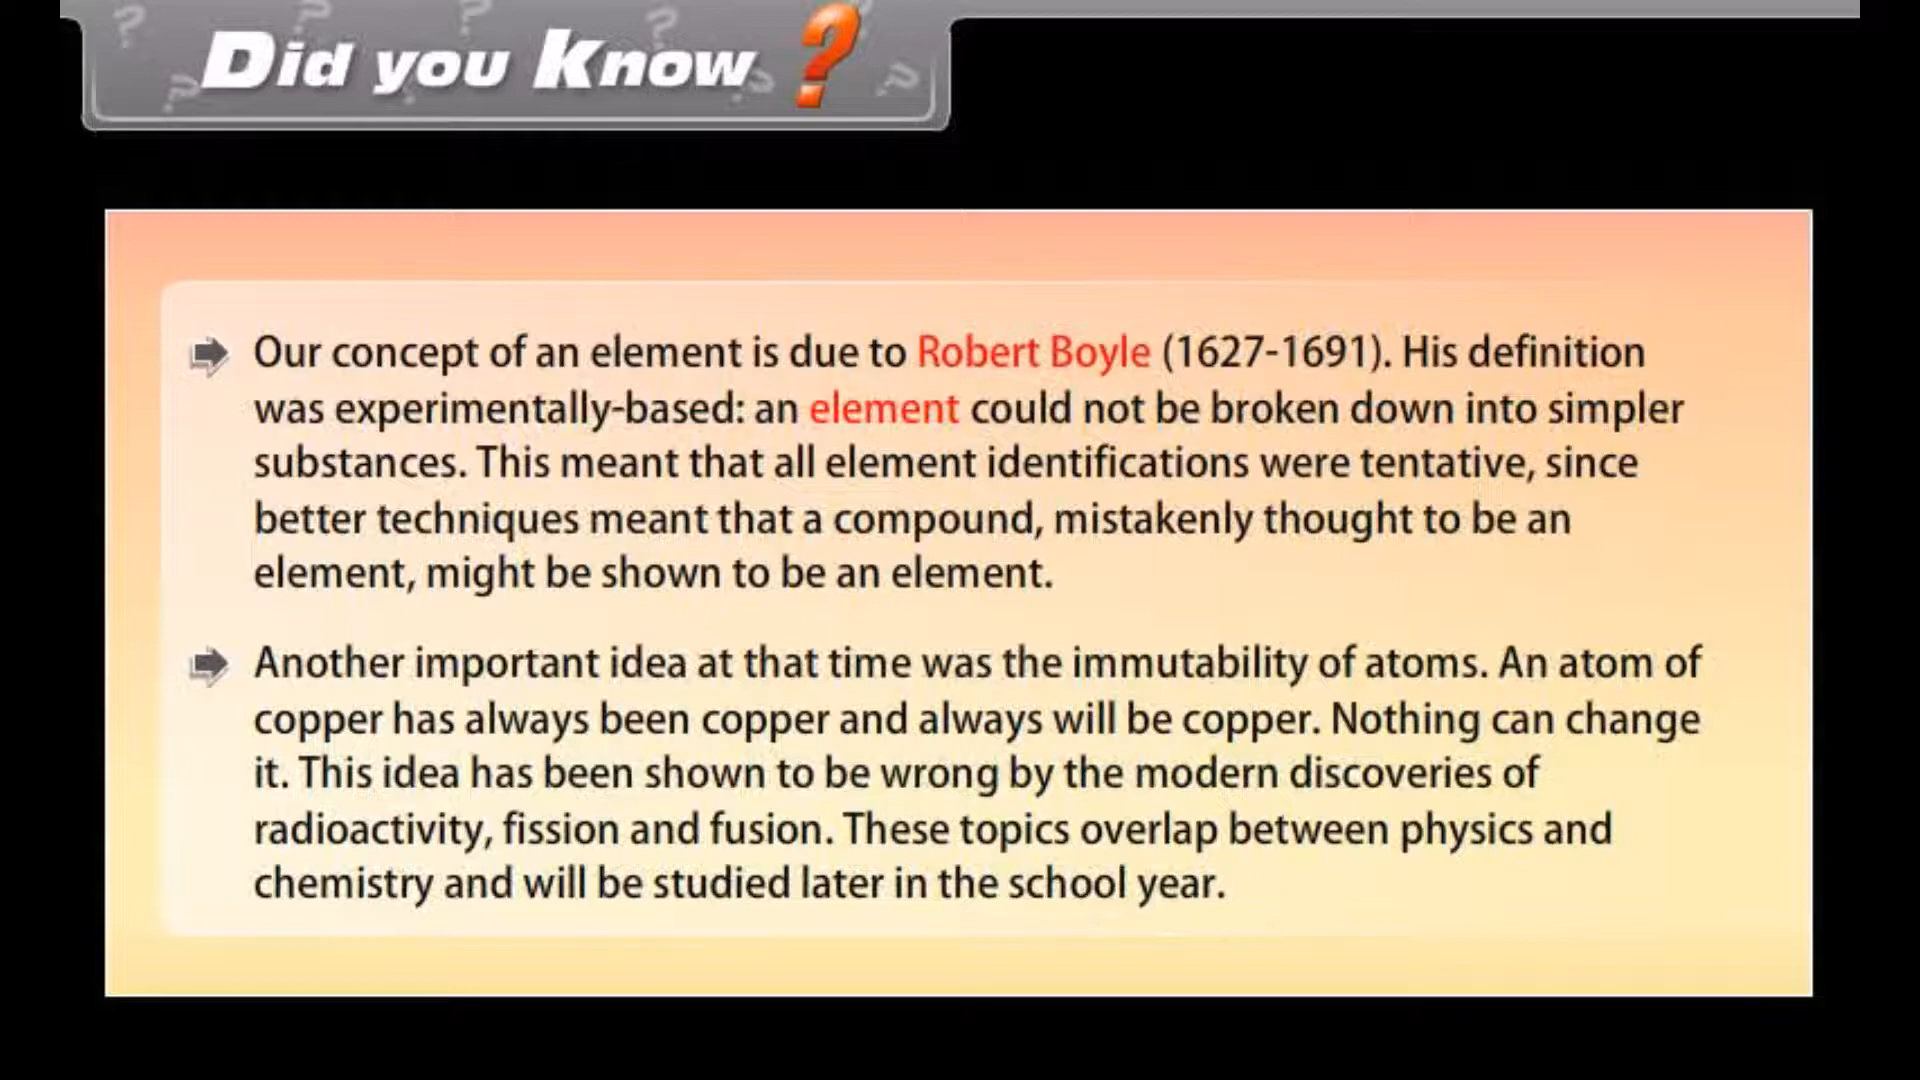 Did you Know ?
Our concept of an element is due to Robert Boyle (1627-1691). His definition
was experimentally-based: an element could not be broken down into simpler
substances. This meant that all element identifications were tentative, since
better techniques meant that a compound, mistakenly thought to be an
element, might be shown to be an element.
Another important idea at that time was the immutability of atoms. An atom of
copper has always been copper and always will be copper. Nothing can change
it. This idea has been shown to be wrong by the modern discoveries of
radioactivity, fission and fusion. These topics overlap between physics and
chemistry and will be studied later in the school year.